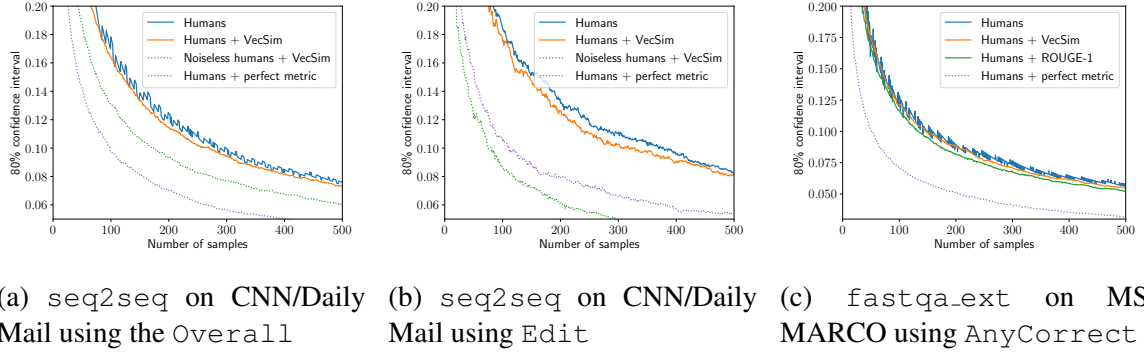 0.20
0.18
0.16
0.14
0.12
0.10
0.08
0.06
80% confidence interval
0 100 200 300 400 500
Number of samples
Humans
Humans + VecSim
Noiseless humans + VecSim
Humans + perfect metric
0.20
0.18
0.16
0.14
0.12
0.10
0.08
0.06
80% confidence interval
0 100 200 300 400 500
Number of samples
Humans
Humans + VecSim
Noiseless humans + VecSim
Humans + perfect metric
0.200
0.175
0.150
0.125
0.100
0.075
0.050
80% confidence interval
0 100 200 300 400 500
Number of samples
Humans
Humans + VecSim
Humans + ROUGE-1
Humans + perfect metric
(a) seq2seq on CNN/Daily
Mail using the Overall
(b) seq2seq on CNN/Daily
Mail using Edit
(c) fastqa_ext on MS
MARCO using AnyCorrect